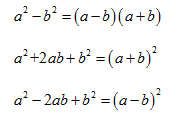 a² − b² = (a − b)(a + b)
a² + 2ab + b² = (a + b)²
a² − 2ab + b² = (a − b)²